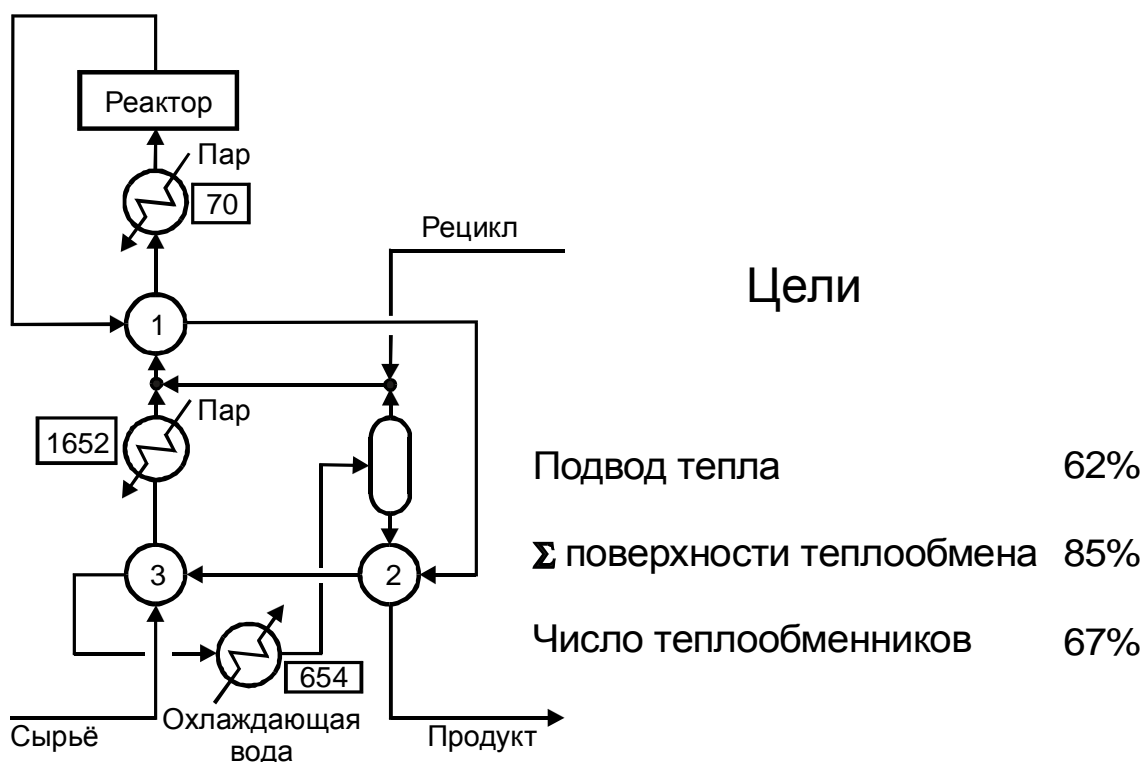 Реактор
Пар
70
Рецикл
Цели
1
Пар
1652
Подвод тепла 62%
3
2
Σ поверхности теплообмена 85%
Число теплообменников 67%
654
Сырьё
Охлаждающая
вода
Продукт